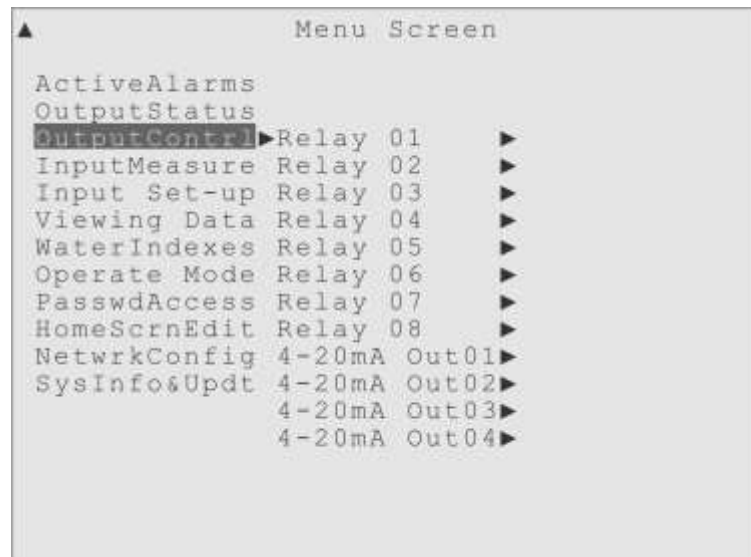 ▲ Menu Screen
ActiveAlarms
OutputStatus
OutputContrl►Relay 01 ►
InputMeasure Relay 02 ►
Input Set-up Relay 03 ►
Viewing Data Relay 04 ►
WaterIndexes Relay 05 ►
Operate Mode Relay 06 ►
PasswdAccess Relay 07 ►
HomeScrnEdit Relay 08 ►
NetwrkConfig 4-20mA Out01►
SysInfo&Updt 4-20mA Out02►
4-20mA Out03►
4-20mA Out04►